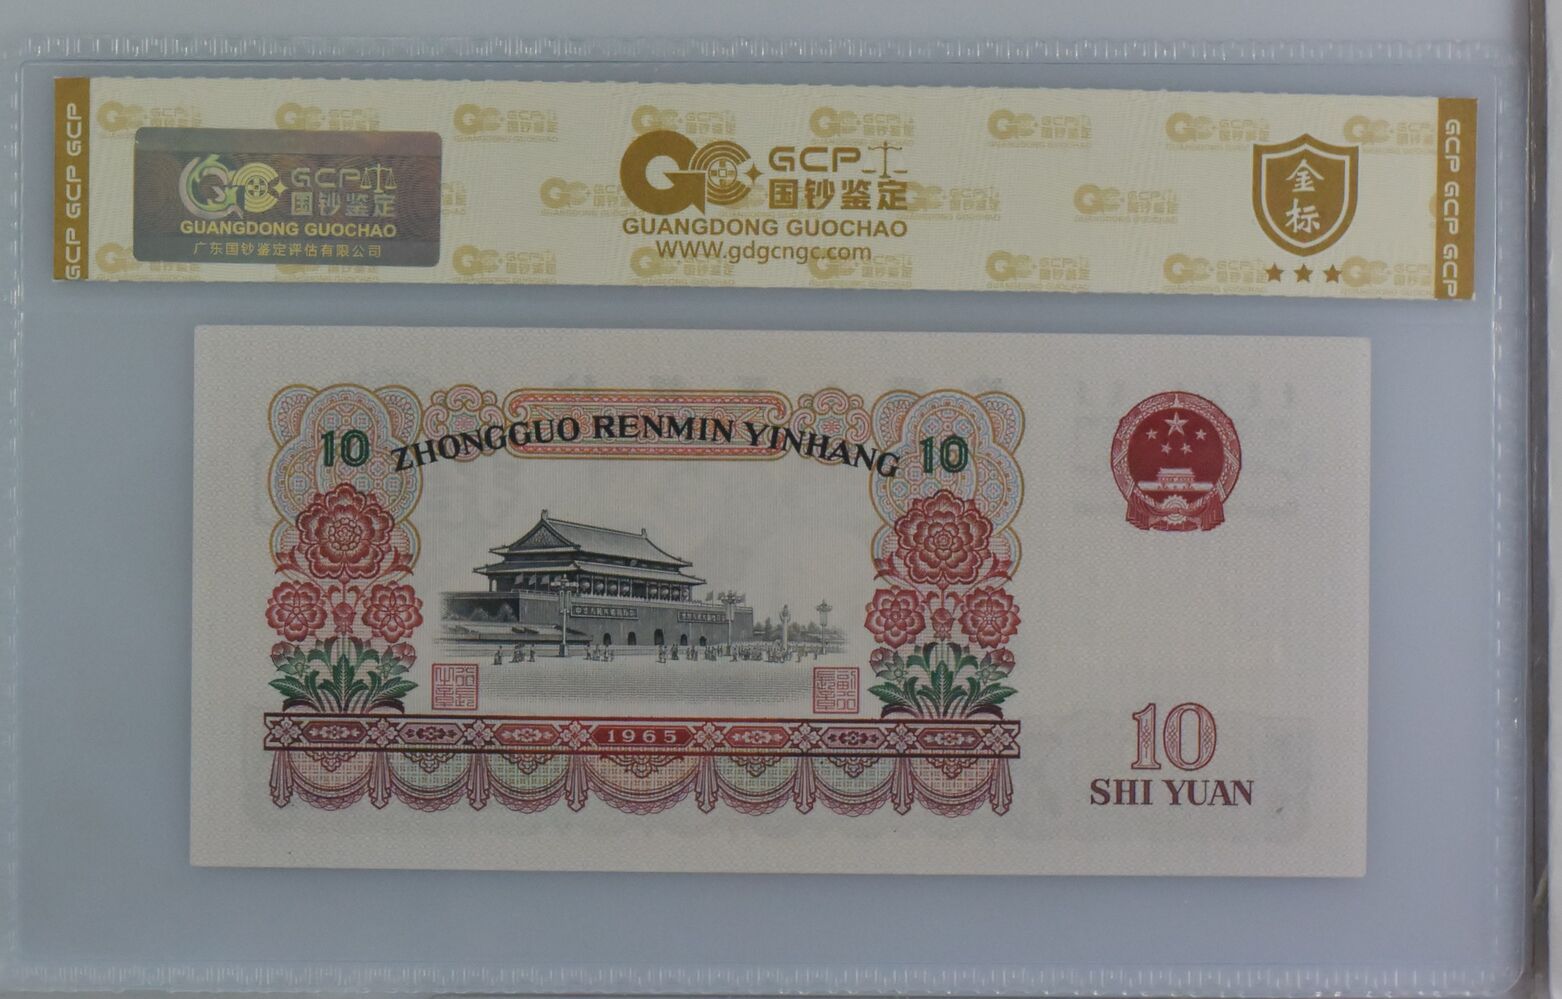 GCP GCP GCP
GCP
国钞鉴定
GUANGDONG GUOCHAO
广东国钞鉴定评估有限公司
GCP
国钞鉴定
GUANGDONG GUOCHAO
WWW.gdgcngc.com
金
标
GCP GCP GCP
ZHONGGUO RENMIN YINHANG
10
10
1965
10
SHI YUAN